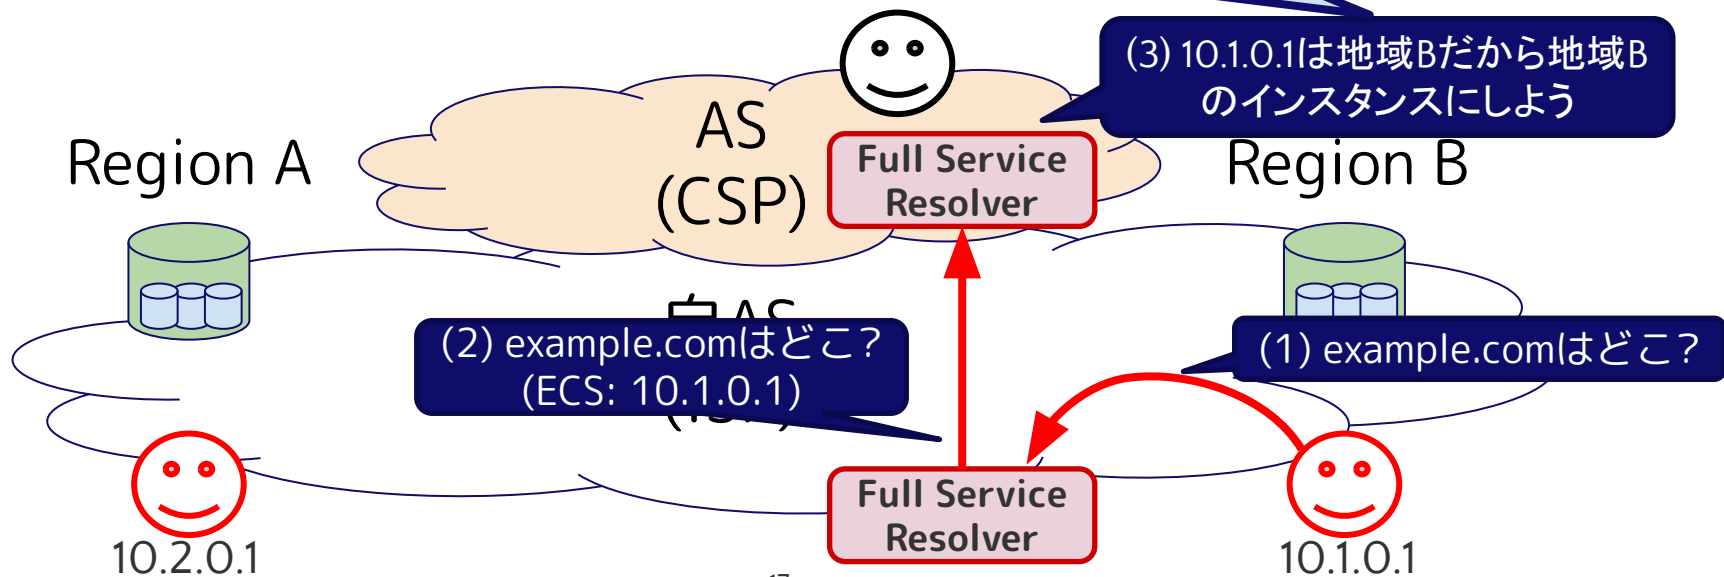 (3) 10.1.0.1は地域Bだから地域B
のインスタンスにしよう
AS
(CSP)
Region A
Full Service
Resolver
Region B
(2) example.comはどこ?
(ECS: 10.1.0.1)
(1) example.comはどこ?
Full Service
Resolver
10.2.0.1
10.1.0.1